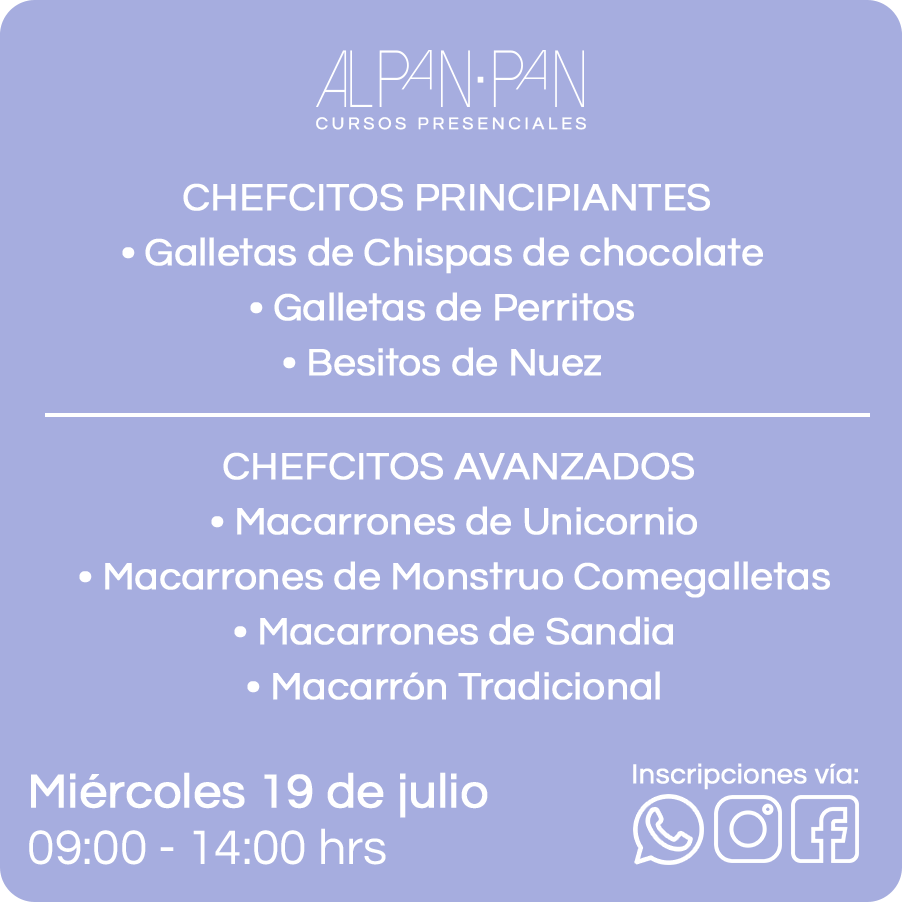 ALPAN·PAN
CURSOS PRESENCIALES
CHEFCITOS PRINCIPIANTES
• Galletas de Chispas de chocolate
• Galletas de Perritos
• Besitos de Nuez
CHEFCITOS AVANZADOS
• Macarrones de Unicornio
• Macarrones de Monstruo Comegalletas
• Macarrones de Sandia
• Macarrón Tradicional
Miércoles 19 de julio
09:00 - 14:00 hrs
Inscripciones vía: